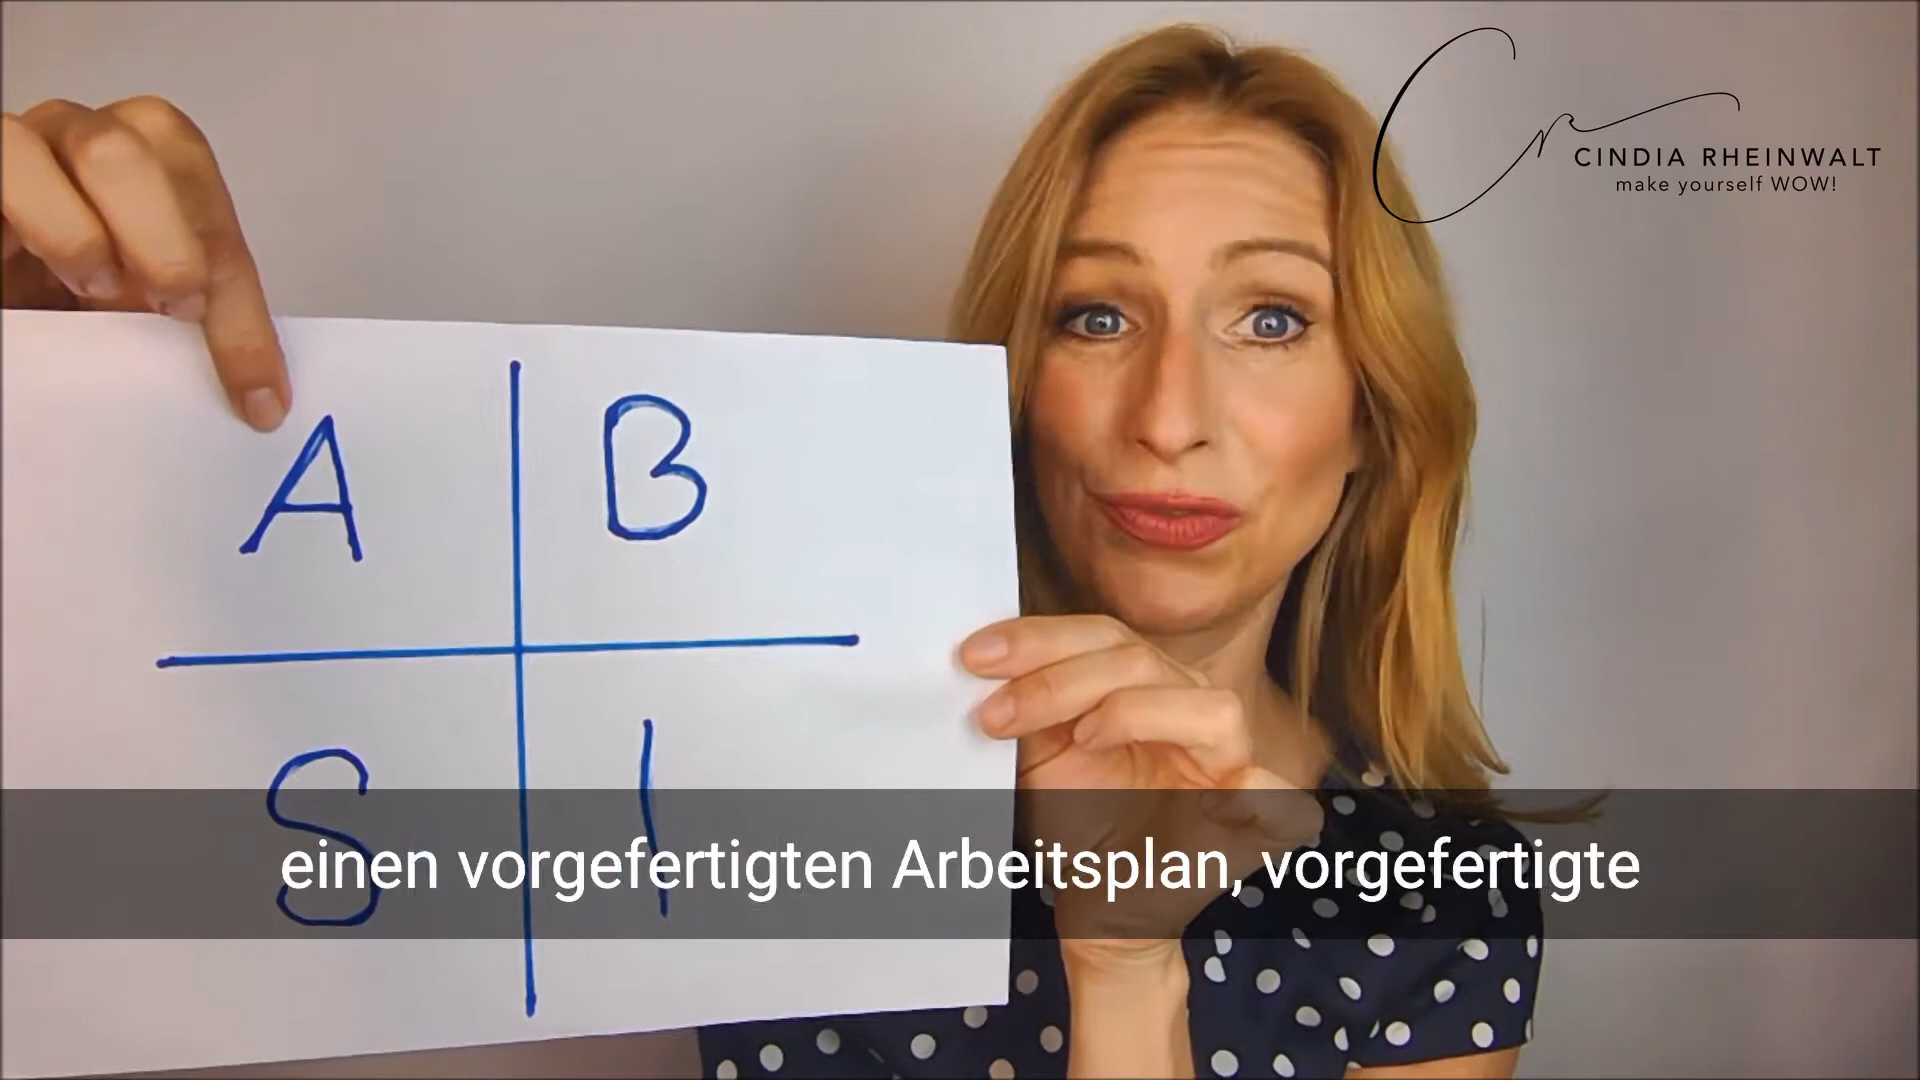 CINDIA RHEINWALT
make yourself WOW!
A B
S I
einen vorgefertigten Arbeitsplan, vorgefertigte